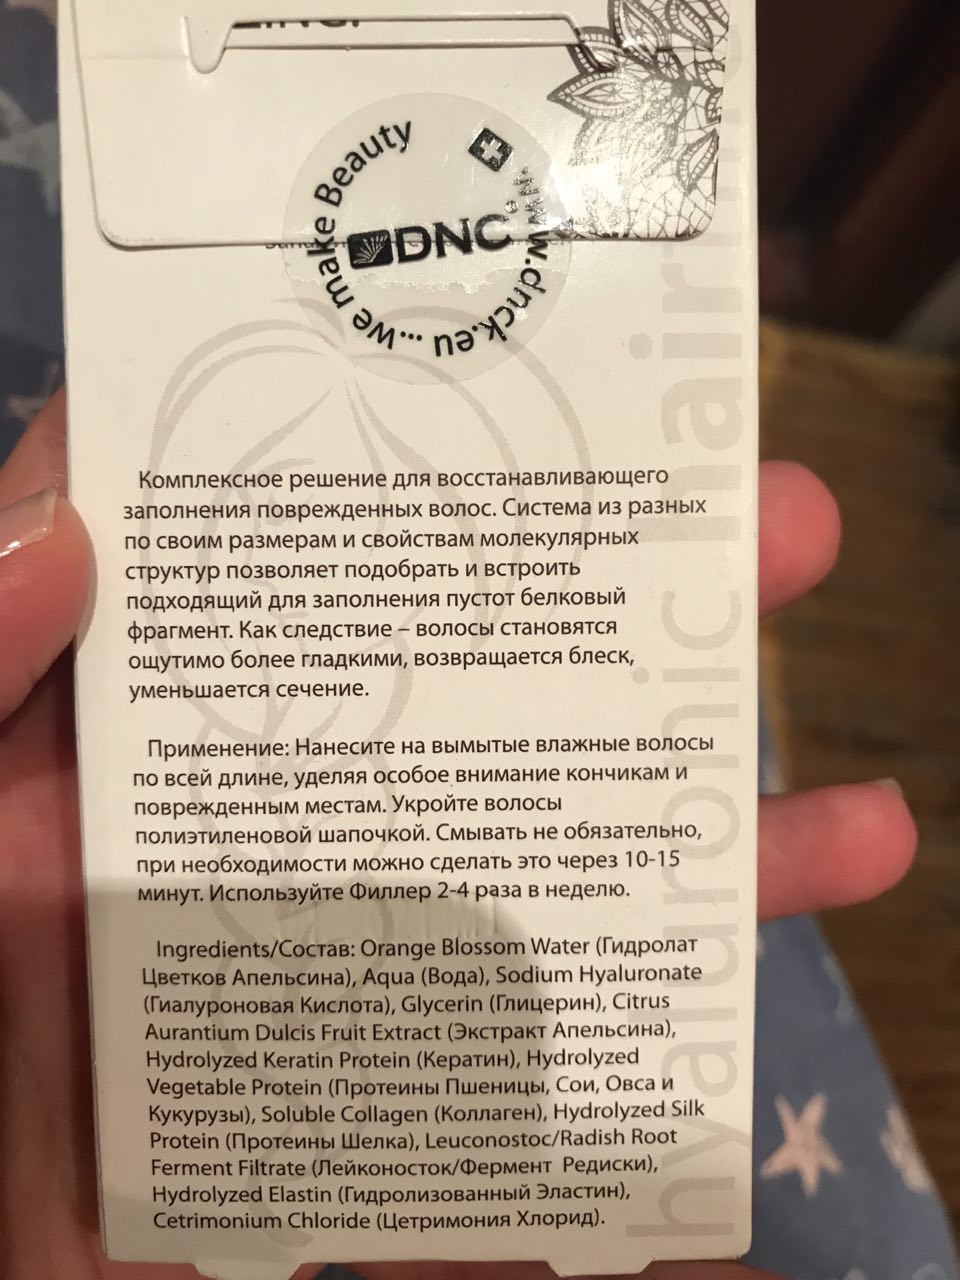 ...we make Beauty
www.dnck.eu
DNC
Комплексное решение для восстанавливающего
заполнения поврежденных волос. Система из разных
по своим размерам и свойствам молекулярных
структур позволяет подобрать и встроить
подходящий для заполнения пустот белковый
фрагмент. Как следствие – волосы становятся
ощутимо более гладкими, возвращается блеск,
уменьшается сечение.
Применение: Нанесите на вымытые влажные волосы
по всей длине, уделяя особое внимание кончикам и
поврежденным местам. Укройте волосы
полиэтиленовой шапочкой. Смывать не обязательно,
при необходимости можно сделать это через 10-15
минут. Используйте Филлер 2-4 раза в неделю.
Ingredients/Состав: Orange Blossom Water (Гидролат
Цветков Апельсина), Aqua (Вода), Sodium Hyaluronate
(Гиалуроновая Кислота), Glycerin (Глицерин), Citrus
Aurantium Dulcis Fruit Extract (Экстракт Апельсина),
Hydrolyzed Keratin Protein (Кератин), Hydrolyzed
Vegetable Protein (Протеины Пшеницы, Сои, Овса и
Кукурузы), Soluble Collagen (Коллаген), Hydrolyzed Silk
Protein (Протеины Шелка), Leuconostoc/Radish Root
Ferment Filtrate (Лейконосток/Фермент Редиски),
Hydrolyzed Elastin (Гидролизованный Эластин),
Cetrimonium Chloride (Цетримония Хлорид).
hyaluronic hair